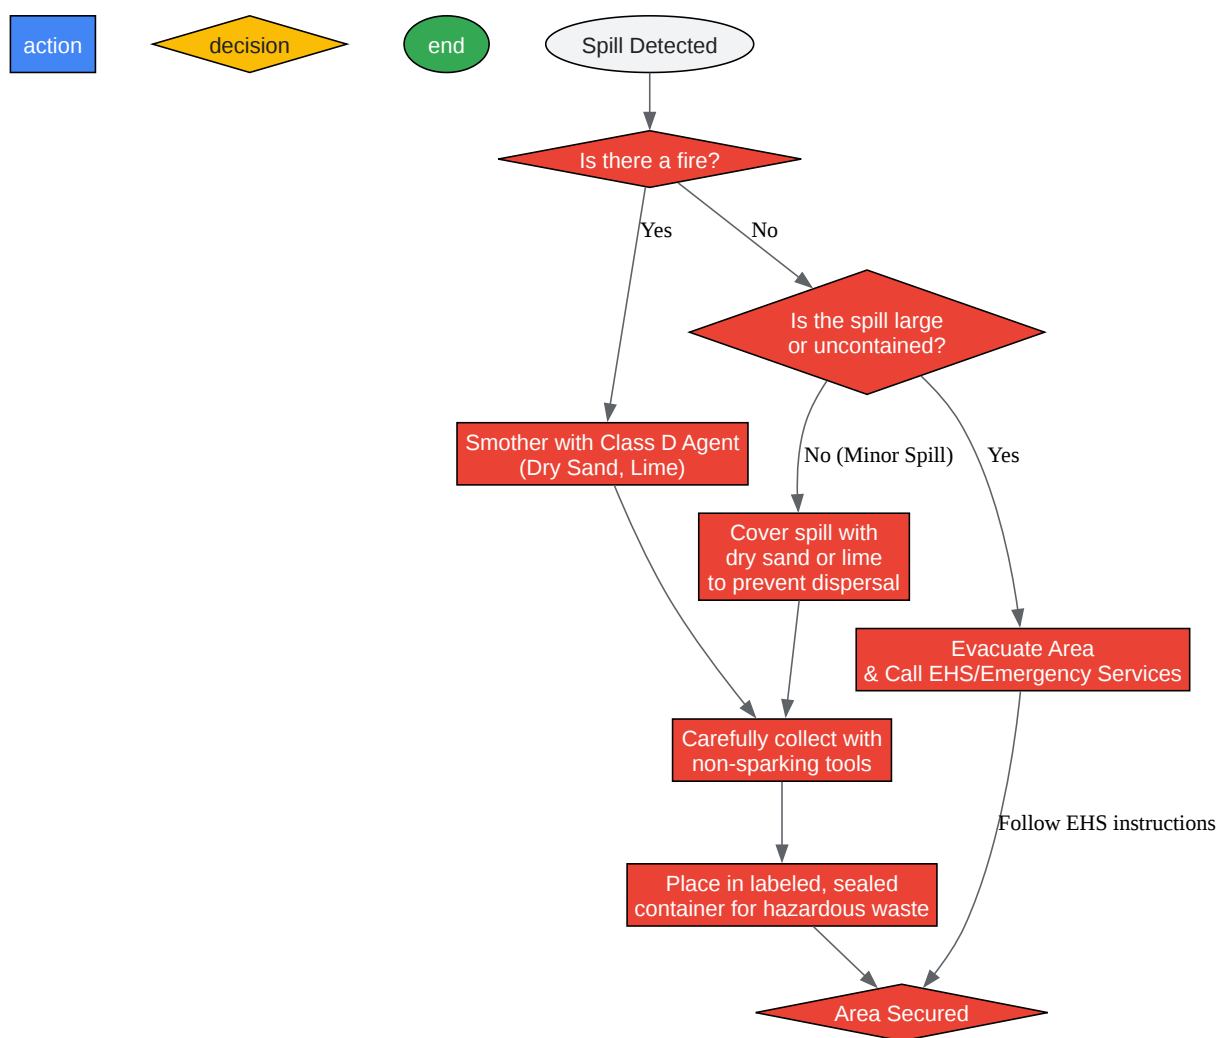 action
decision
end
Spill Detected
Is there a fire?
Yes
No
Is the spill large
or uncontained?
Smother with Class D Agent
(Dry Sand, Lime)
No (Minor Spill)
Yes
Cover spill with
dry sand or lime
to prevent dispersal
Evacuate Area
& Call EHS/Emergency Services
Carefully collect with
non-sparking tools
Follow EHS instructions
Place in labeled, sealed
container for hazardous waste
Area Secured